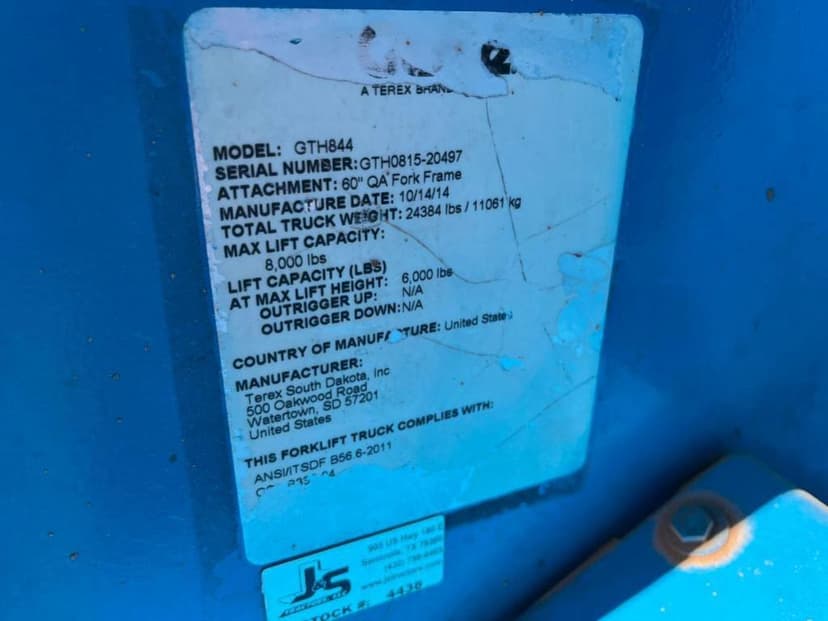 A TEREX BRAND
MODEL: GTH844
SERIAL NUMBER: GTH0815-20497
ATTACHMENT: 60" QA Fork Frame
MANUFACTURE DATE: 10/14/14
TOTAL TRUCK WEIGHT: 24384 lbs / 11061 kg
MAX LIFT CAPACITY:
8,000 lbs
LIFT CAPACITY (LBS)
AT MAX LIFT HEIGHT: 6,000 lbs
OUTRIGGER UP: N/A
OUTRIGGER DOWN: N/A
COUNTRY OF MANUFACTURE: United States
MANUFACTURER:
Terex South Dakota, Inc
500 Oakwood Road
Watertown, SD 57201
United States
THIS FORKLIFT TRUCK COMPLIES WITH:
ANSI/ITSDF B56.6-2011
J&S
STOCK #: 4438